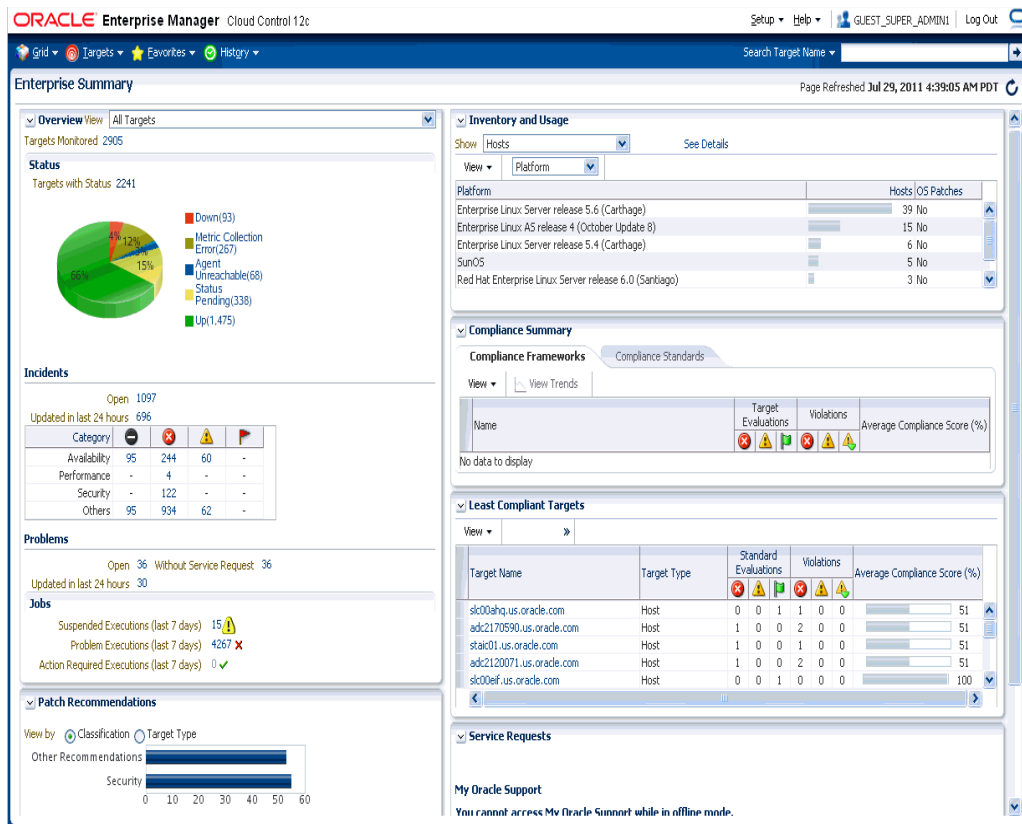 ORACLE Enterprise Manager Cloud Control 12c
Setup Help GUEST_SUPER_ADMIN1 Log Out
Grid Targets Favorites History
Search Target Name
Enterprise Summary
Page Refreshed Jul 29, 2011 4:39:05 AM PDT
Overview View All Targets
Targets Monitored 2905
Status
Targets with Status 2241
4%
12%
3%
15%
66%
Down(93)
Metric Collection
Error(267)
Agent
Unreachable(68)
Status
Pending(338)
Up(1,475)
Incidents
Open 1097
Updated in last 24 hours 696
Category
Availability 95 244 60 -
Performance - 4 - -
Security - 122 - -
Others 95 934 62 -
Problems
Open 36 Without Service Request 36
Updated in last 24 hours 30
Jobs
Suspended Executions (last 7 days) 15
Problem Executions (last 7 days) 4267
Action Required Executions (last 7 days) 0
Patch Recommendations
View by Classification Target Type
Other Recommendations
Security
0 10 20 30 40 50 60
Inventory and Usage
Show Hosts See Details
View Platform
Platform Hosts OS Patches
Enterprise Linux Server release 5.6 (Carthage) 39 No
Enterprise Linux AS release 4 (October Update 8) 15 No
Enterprise Linux Server release 5.4 (Carthage) 6 No
SunOS 5 No
Red Hat Enterprise Linux Server release 6.0 (Santiago) 3 No
Compliance Summary
Compliance Frameworks Compliance Standards
View View Trends
Name Target Evaluations Violations Average Compliance Score (%)
No data to display
Least Compliant Targets
View »
Target Name Target Type Standard Evaluations Violations Average Compliance Score (%)
slc00ahq.us.oracle.com Host 0 0 1 1 0 0 51
adc2170590.us.oracle.com Host 1 0 0 2 0 0 51
staic01.us.oracle.com Host 1 0 0 1 0 0 51
adc2120071.us.oracle.com Host 1 0 0 2 0 0 51
slc00eif.us.oracle.com Host 0 0 1 0 0 0 100
Service Requests
My Oracle Support
You cannot access My Oracle Support while in offline mode.